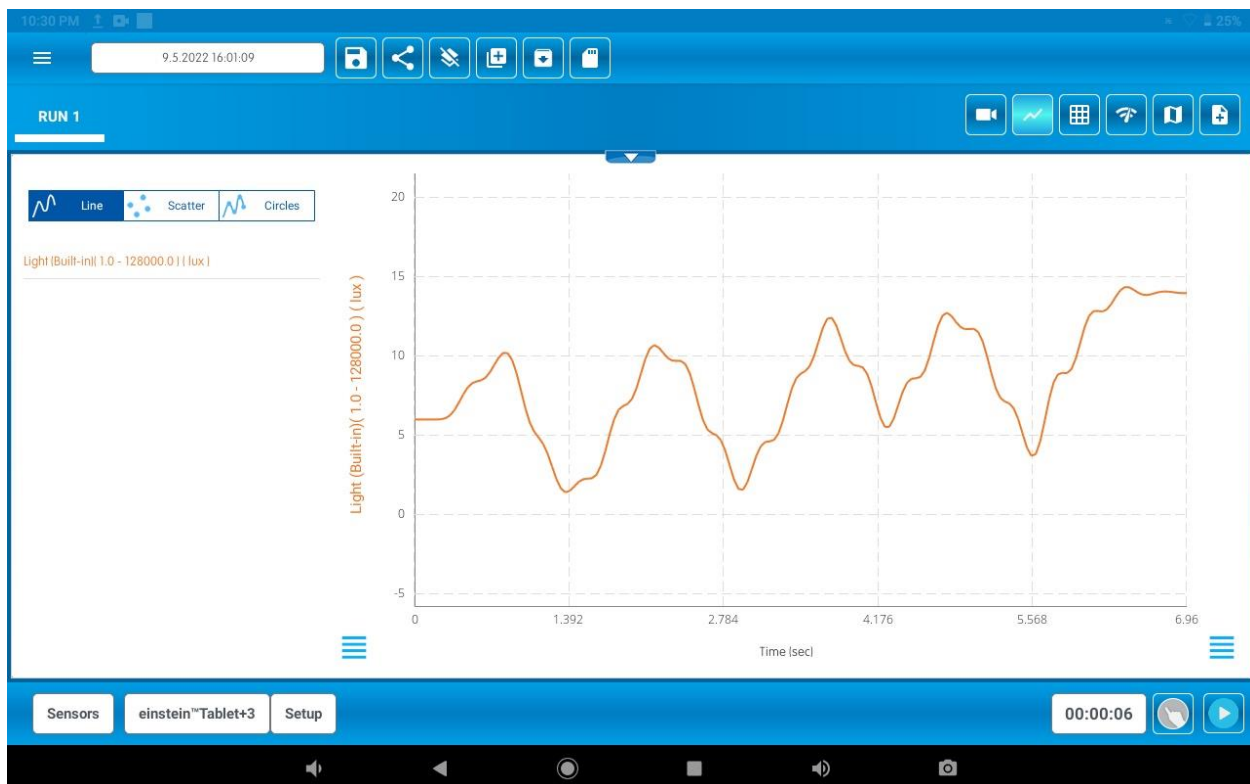 10:30 PM
25%
9.5.2022 16:01:09
RUN 1
Line
Scatter
Circles
Light (Built-in)( 1.0 - 128000.0 ) ( lux )
Light (Built-in)( 1.0 - 128000.0 ) ( lux )
20
15
10
5
0
-5
0
1.392
2.784
4.176
5.568
6.96
Time (sec)
Sensors
einstein™Tablet+3
Setup
00:00:06